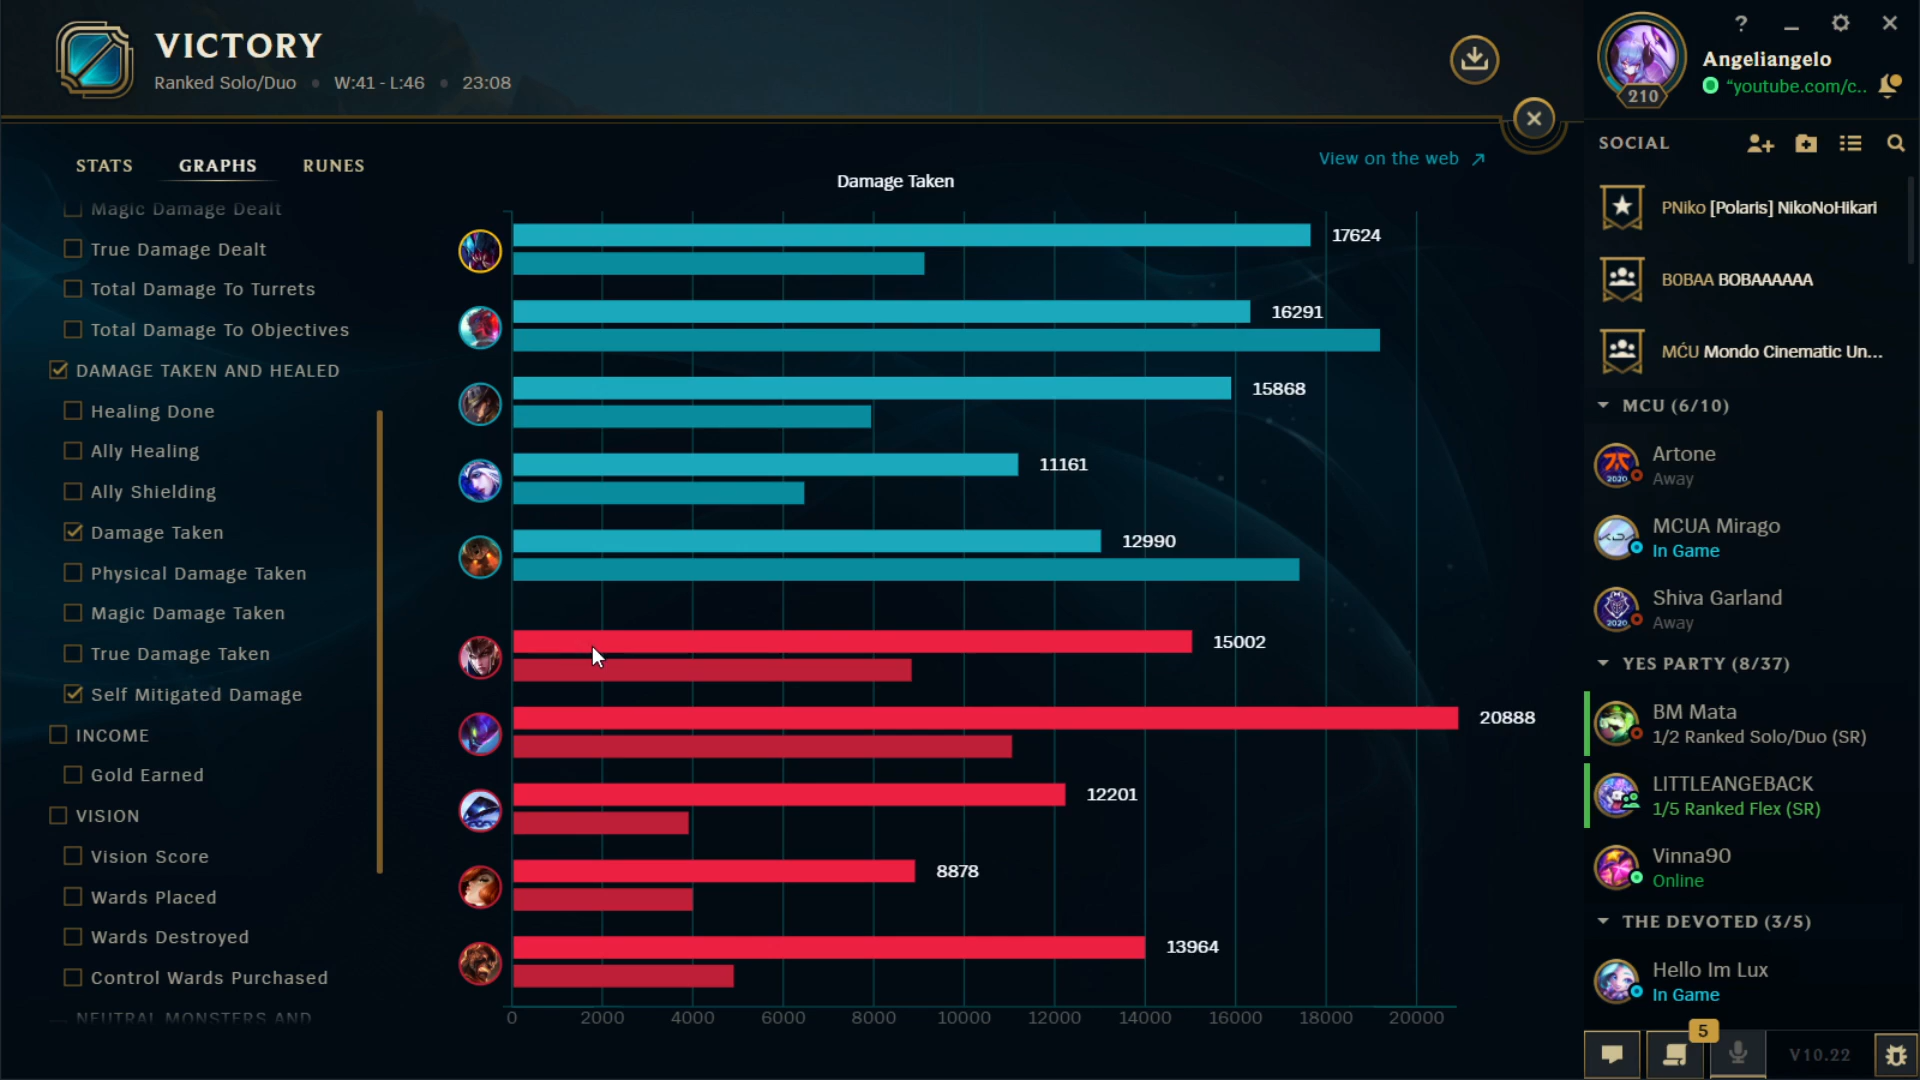 VICTORY
Ranked Solo/Duo • W:41 - L:46 • 23:08
STATS
GRAPHS
RUNES
View on the web
Magic Damage Dealt
True Damage Dealt
Total Damage To Turrets
Total Damage To Objectives
DAMAGE TAKEN AND HEALED
Healing Done
Ally Healing
Ally Shielding
Damage Taken
Physical Damage Taken
Magic Damage Taken
True Damage Taken
Self Mitigated Damage
INCOME
Gold Earned
VISION
Vision Score
Wards Placed
Wards Destroyed
Control Wards Purchased
NEUTRAL MONSTERS AND
Damage Taken
17624
16291
15868
11161
12990
15002
20888
12201
8878
13964
0 2000 4000 6000 8000 10000 12000 14000 16000 18000 20000
?
210
Angeliangelo
“youtube.com/c..
SOCIAL
PNiko [Polaris] NikoNoHikari
B0BAA BOBAAAAAA
MĆU Mondo Cinematic Un...
MCU (6/10)
Artone
Away
2020
MCUA Mirago
In Game
Shiva Garland
Away
2020
YES PARTY (8/37)
BM Mata
1/2 Ranked Solo/Duo (SR)
LITTLEANGEBACK
1/5 Ranked Flex (SR)
Vinna90
Online
THE DEVOTED (3/5)
Hello Im Lux
In Game
5
V10.22